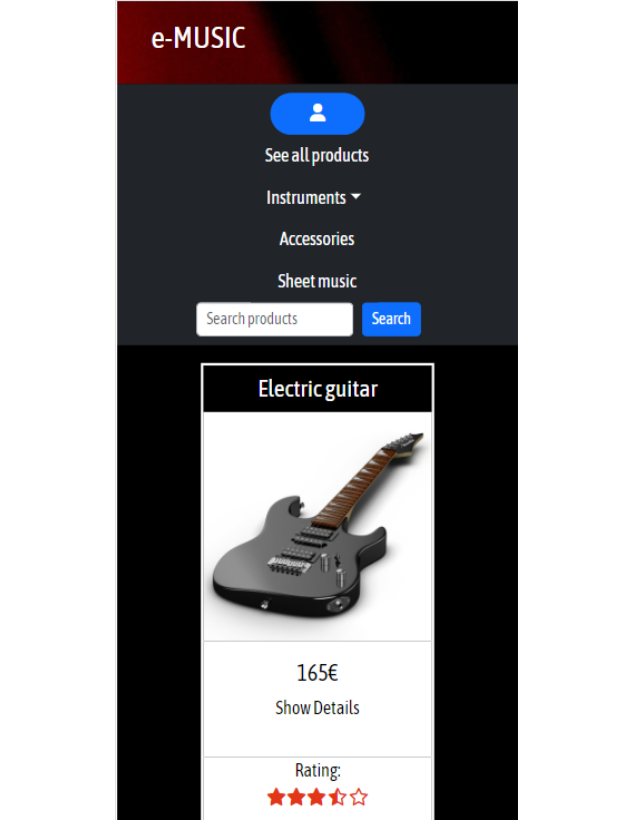 e-MUSIC
See all products
Instruments
Accessories
Sheet music
Search products Search
Electric guitar
165€
Show Details
Rating: